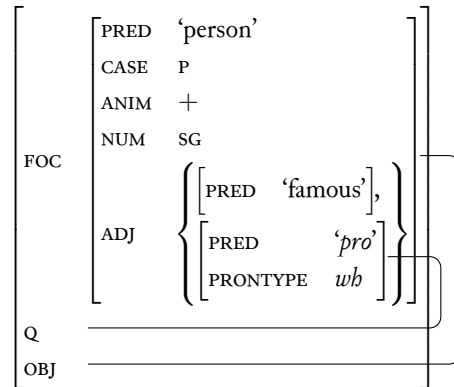 PRED ‘person’
CASE P
ANIM +
NUM SG
FOC
PRED ‘famous’ ,
ADJ
PRED ‘pro’
PRONTYPE wh
Q
OBJ